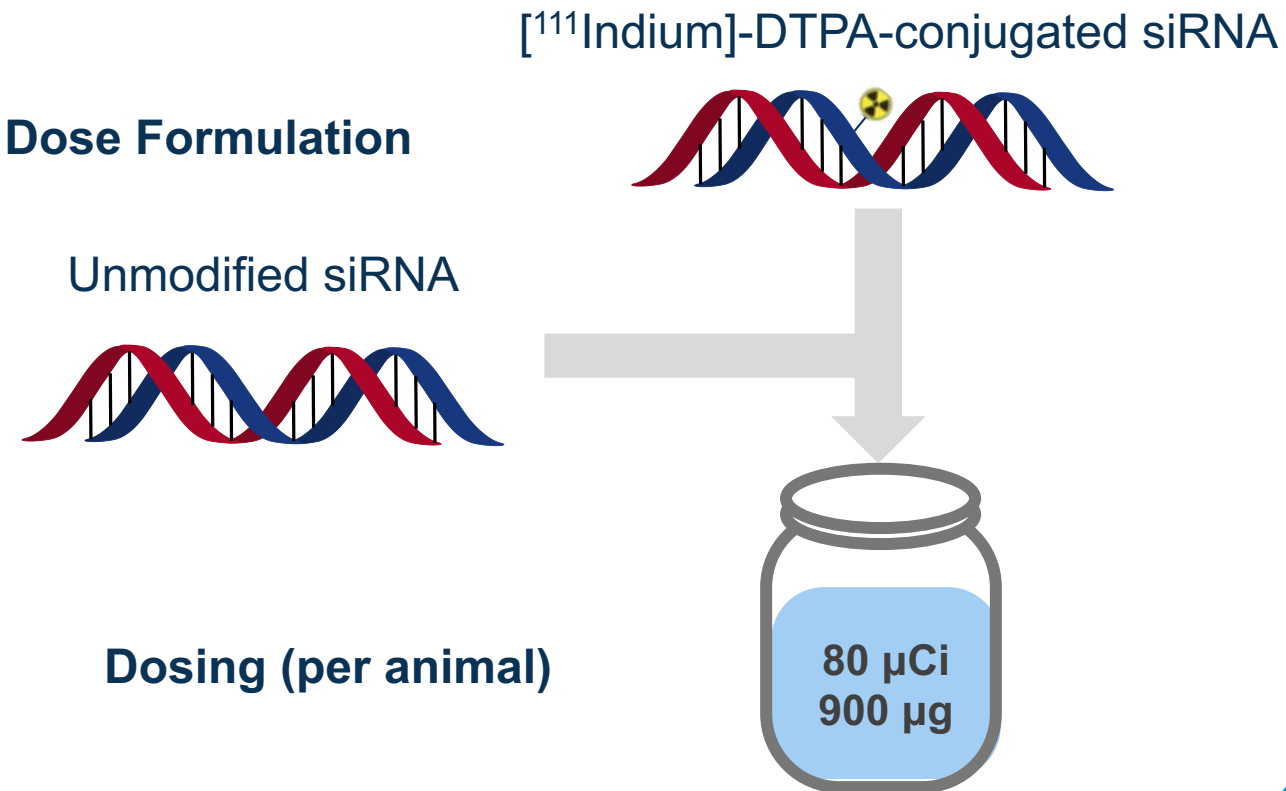 [¹¹¹Indium]-DTPA-conjugated siRNA
Dose Formulation
Unmodified siRNA
Dosing (per animal)
80 µCi
900 µg